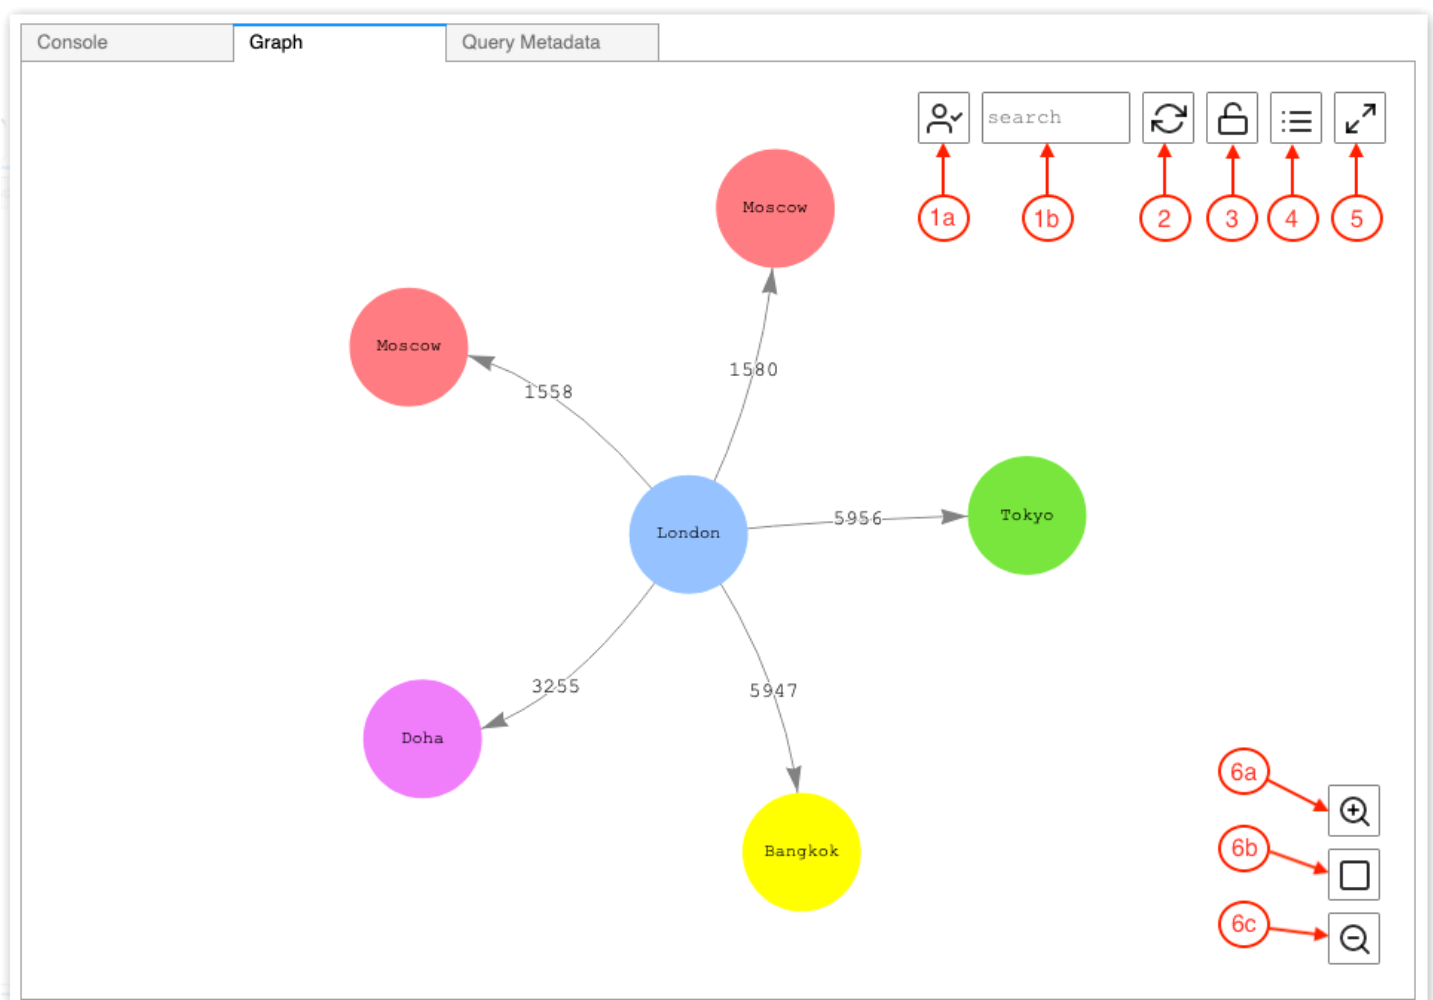 Console
Graph
Query Metadata
search
1a
1b
2
3
4
5
Moscow
Moscow
1580
1558
5956
Tokyo
London
3255
5947
Doha
Bangkok
6a
6b
6c